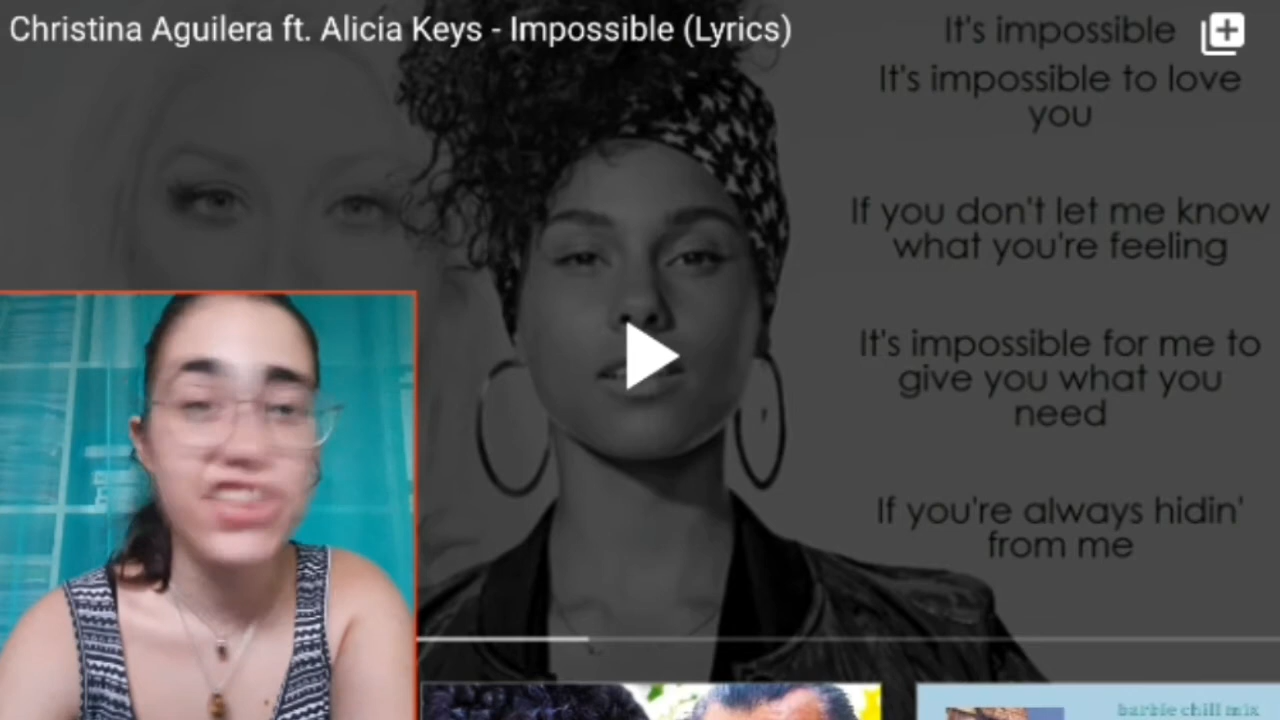 Christina Aguilera ft. Alicia Keys - Impossible (Lyrics)
It's impossible
It's impossible to love
you
If you don't let me know
what you're feeling
It's impossible for me to
give you what you
need
If you're always hidin'
from me
barbie chill mix